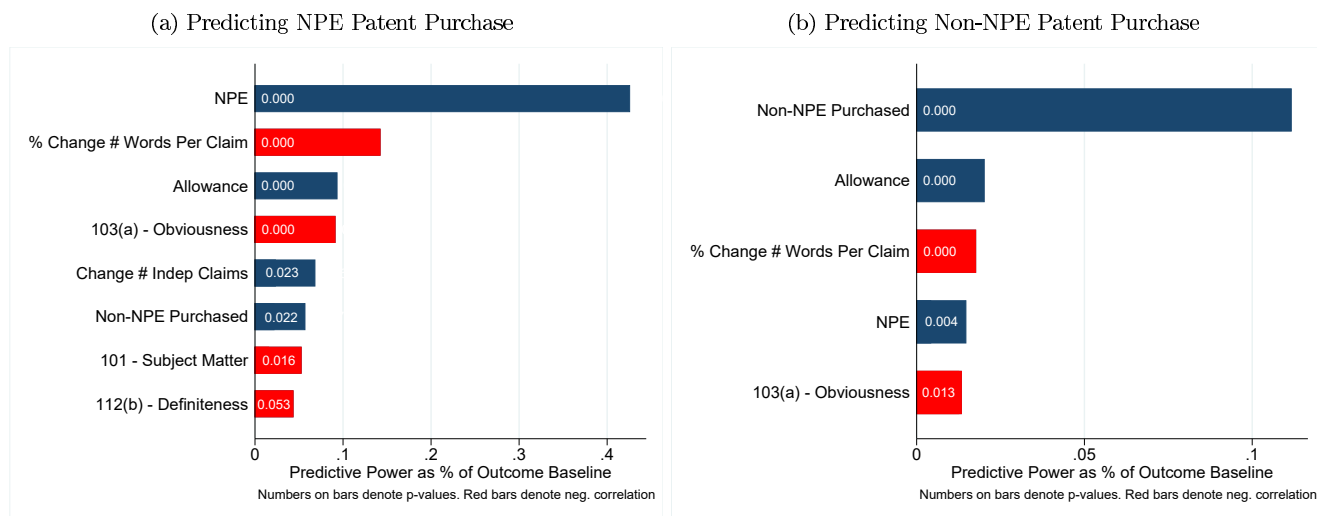 (a) Predicting NPE Patent Purchase
NPE 0.000
% Change # Words Per Claim 0.000
Allowance 0.000
103(a) - Obviousness 0.000
Change # Indep Claims 0.023
Non-NPE Purchased 0.022
101 - Subject Matter 0.016
112(b) - Definiteness 0.053
0 .1 .2 .3 .4
Predictive Power as % of Outcome Baseline
Numbers on bars denote p-values. Red bars denote neg. correlation
(b) Predicting Non-NPE Patent Purchase
Non-NPE Purchased 0.000
Allowance 0.000
% Change # Words Per Claim 0.000
NPE 0.004
103(a) - Obviousness 0.013
0 .05 .1
Predictive Power as % of Outcome Baseline
Numbers on bars denote p-values. Red bars denote neg. correlation